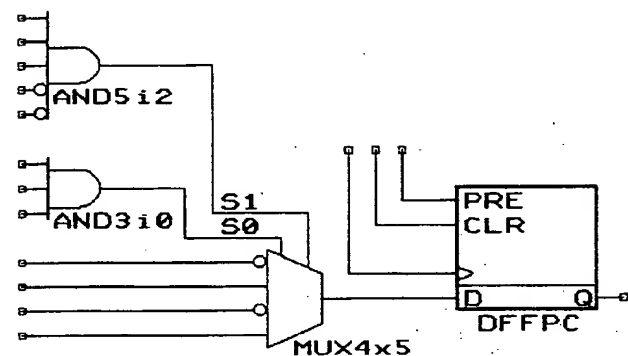 AND5i2
AND3i0
S1
S0
PRE
CLR
D
Q
DFFPC
MUX4x5